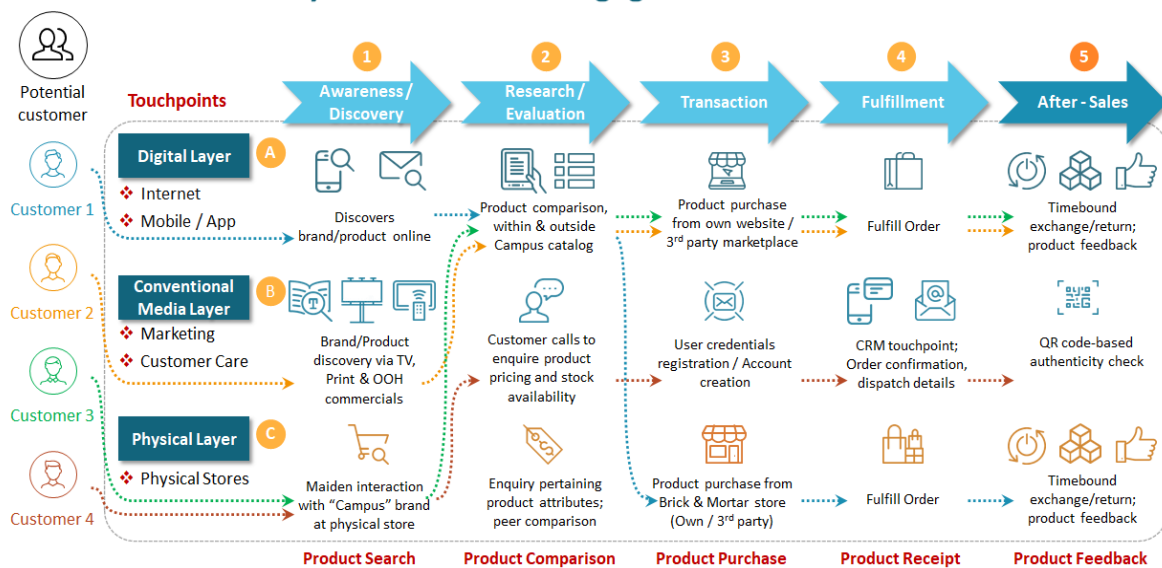 1
2
3
4
5
Potential
customer
Touchpoints
Awareness /
Discovery
Research /
Evaluation
Transaction
Fulfillment
After - Sales
Digital Layer
A
❖ Internet
❖ Mobile / App
Customer 1
Discovers
brand/product online
Product comparison,
within & outside
Campus catalog
Product purchase
from own website /
3rd party marketplace
Fulfill Order
Timebound
exchange/return;
product feedback
Conventional
Media Layer
B
❖ Marketing
❖ Customer Care
Customer 2
T
Brand/Product
discovery via TV,
Print & OOH
commercials
Customer calls to
enquire product
pricing and stock
availability
User credentials
registration / Account
creation
@
CRM touchpoint;
Order confirmation,
dispatch details
QR code-based
authenticity check
Customer 3
Physical Layer
C
❖ Physical Stores
Customer 4
Maiden interaction
with “Campus” brand
at physical store
Enquiry pertaining
product attributes;
peer comparison
Product purchase from
Brick & Mortar store
(Own / 3rd party)
Fulfill Order
Timebound
exchange/return;
product feedback
Product Search
Product Comparison
Product Purchase
Product Receipt
Product Feedback